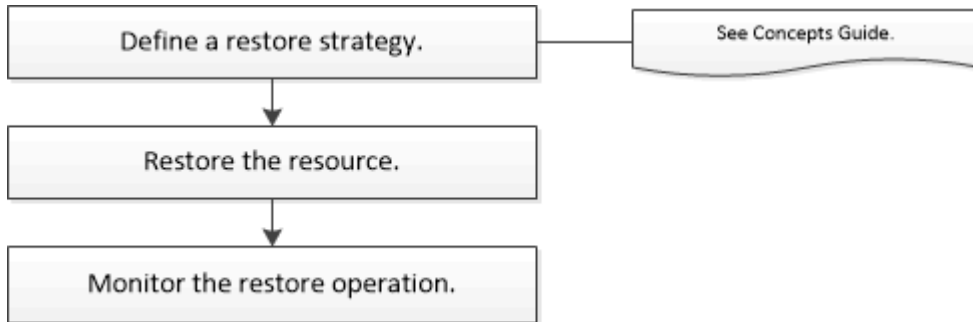 Define a restore strategy.
See Concepts Guide.
Restore the resource.
Monitor the restore operation.